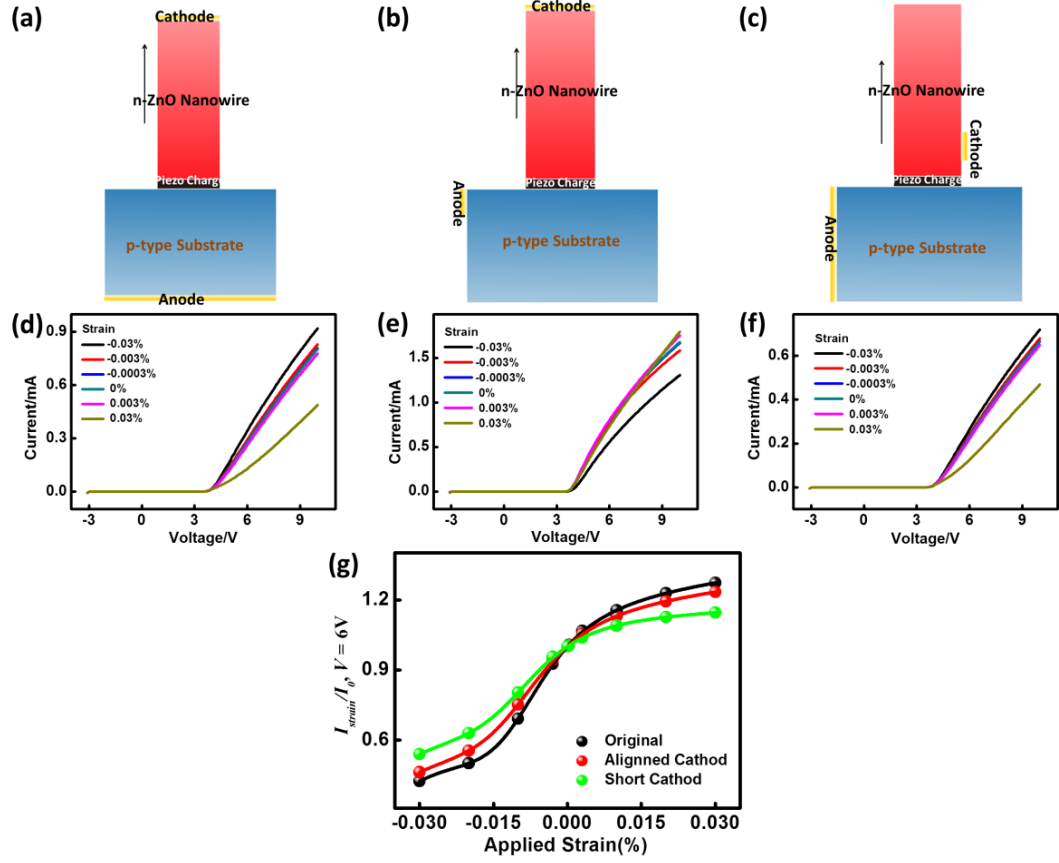 (a)
Cathode
n-ZnO Nanowire
Piezo Charge
p-type Substrate
Anode
(b)
Cathode
n-ZnO Nanowire
Piezo Charge
Anode
p-type Substrate
(c)
n-ZnO Nanowire
Cathode
Piezo Charge
Anode
p-type Substrate
(d)
Strain
-0.03%
-0.003%
-0.0003%
0%
0.003%
0.03%
Current/mA
0.9
0.6
0.3
0.0
-3 0 3 6 9
Voltage/V
(e)
Strain
-0.03%
-0.003%
-0.0003%
0%
0.003%
0.03%
Current/mA
1.5
1.0
0.5
0.0
-3 0 3 6 9
Voltage/V
(f)
Strain
-0.03%
-0.003%
-0.0003%
0%
0.003%
0.03%
Current/mA
0.6
0.4
0.2
0.0
-3 0 3 6 9
Voltage/V
(g)
I_strain/I_0, V = 6V
1.2
0.9
0.6
Original
Alignned Cathod
Short Cathod
-0.030 -0.015 0.000 0.015 0.030
Applied Strain(%)